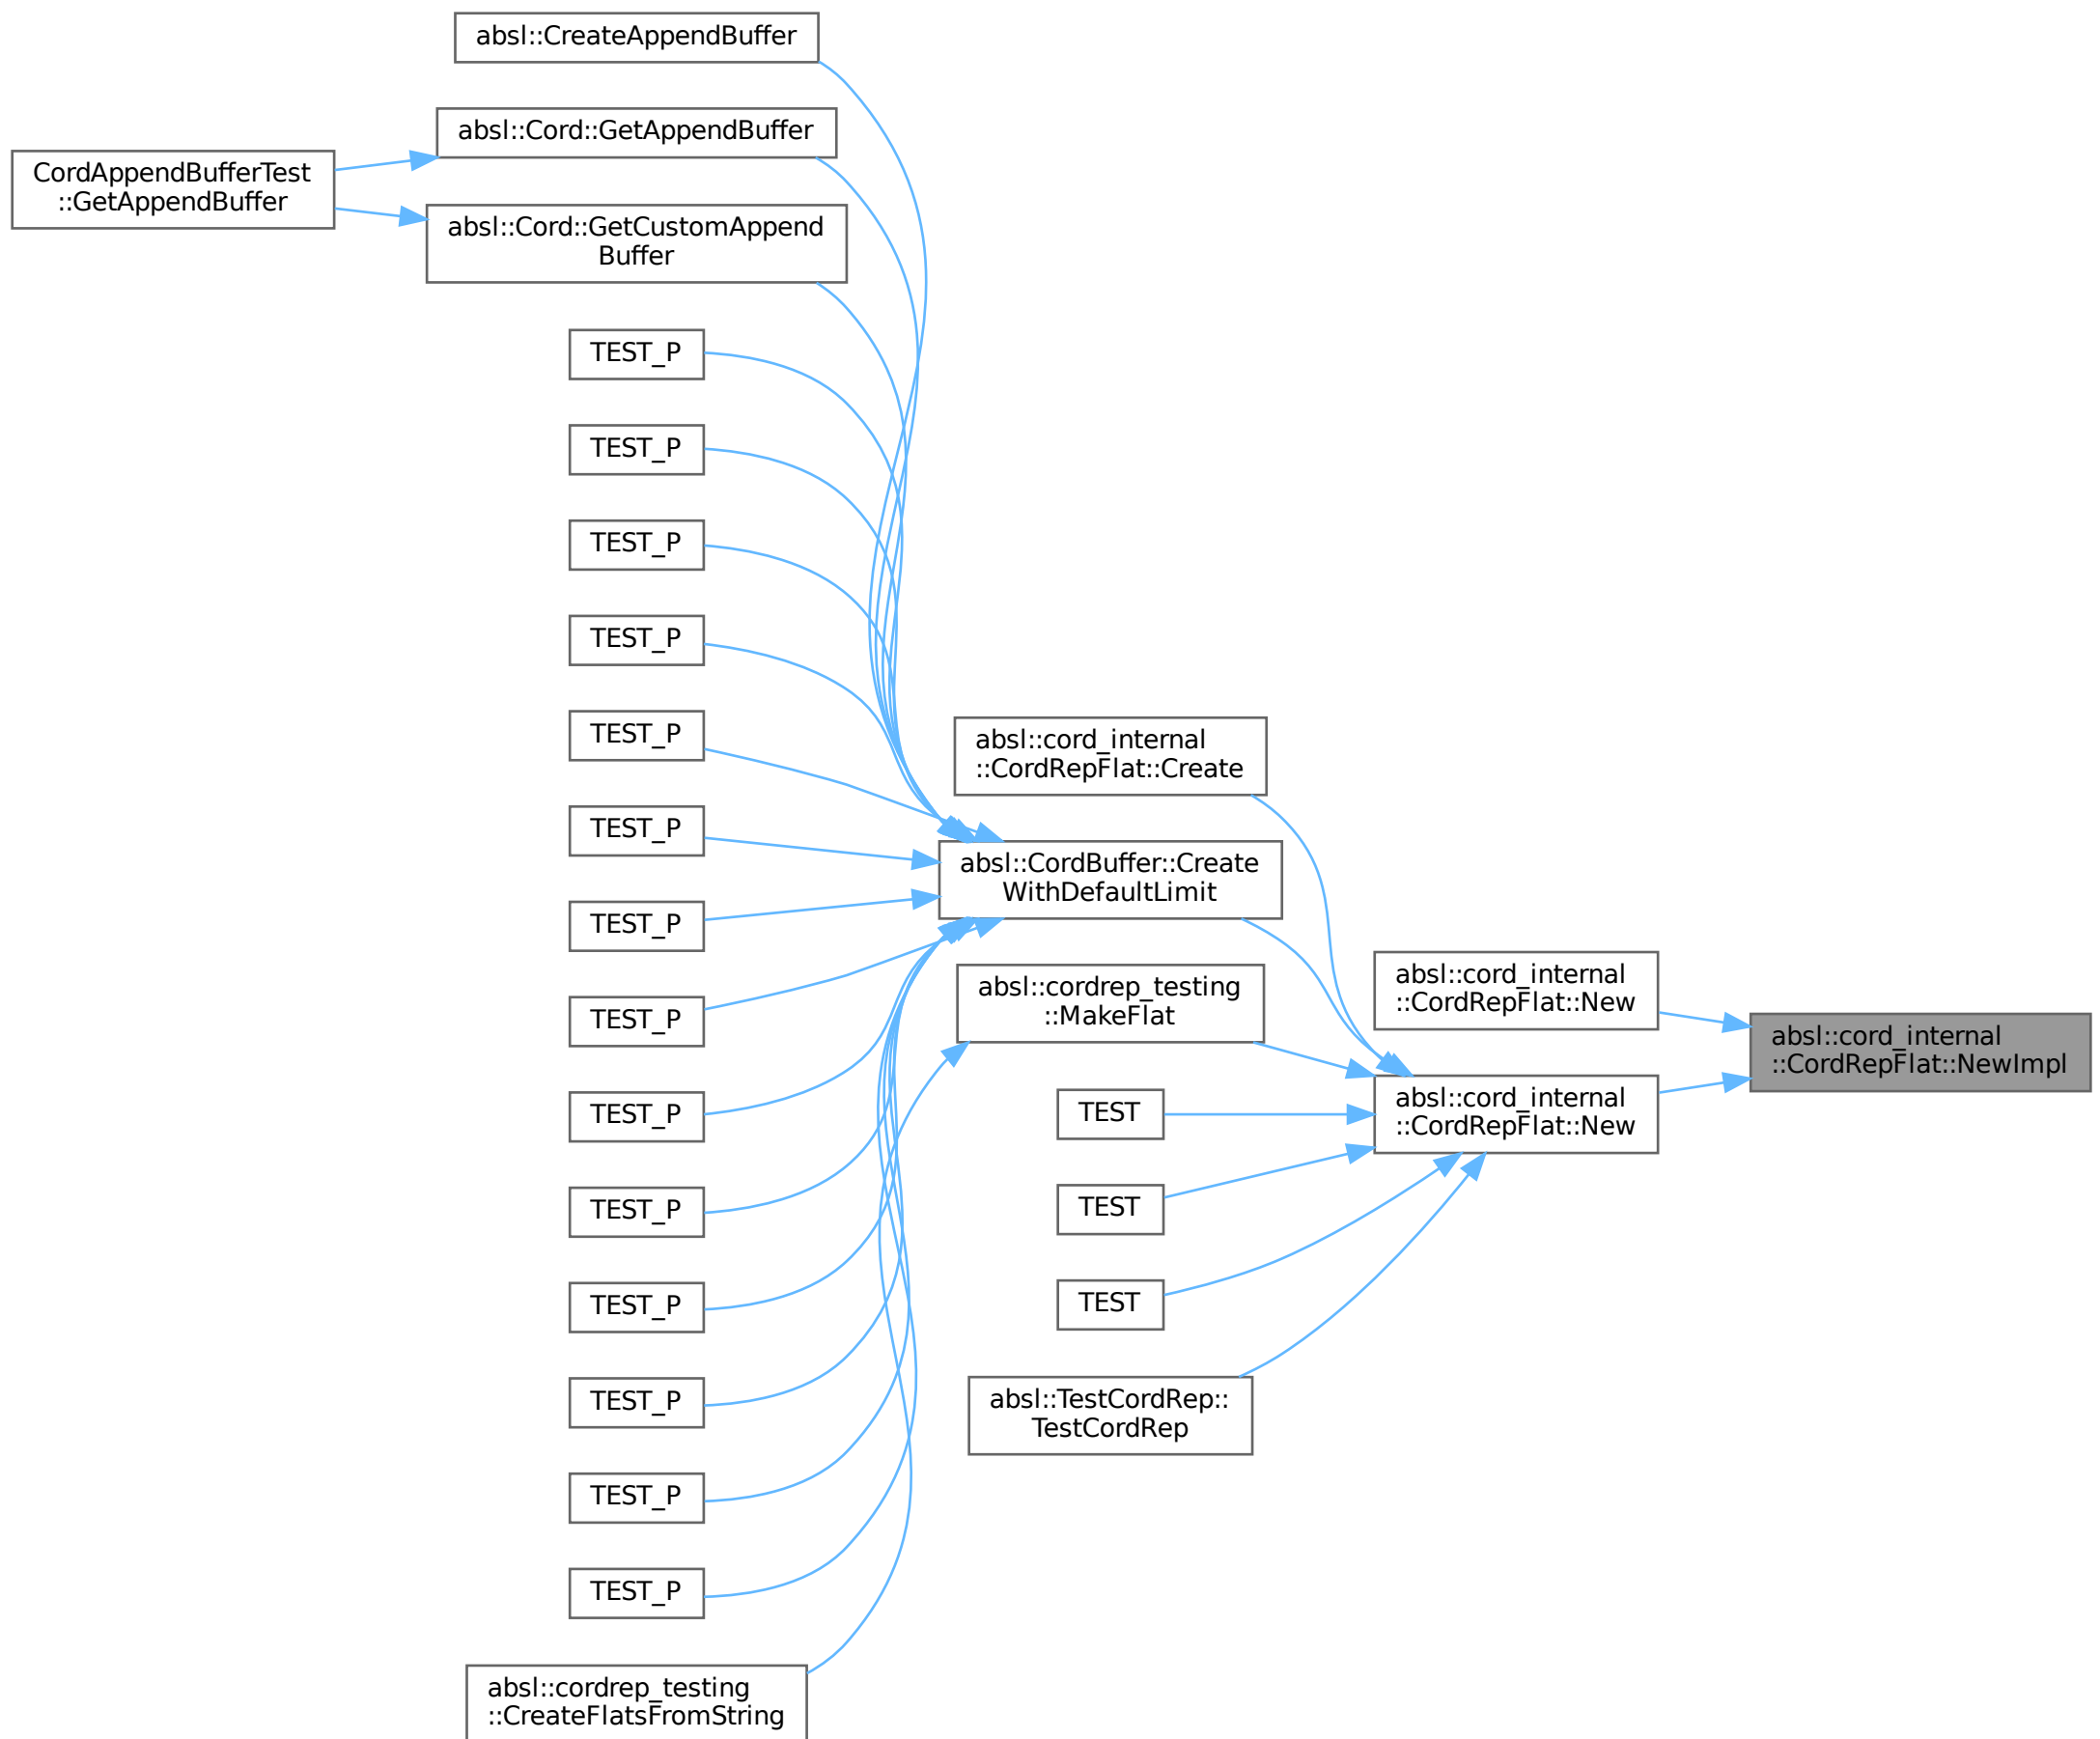 absl::CreateAppendBuffer
absl::Cord::GetAppendBuffer
CordAppendBufferTest
::GetAppendBuffer
absl::Cord::GetCustomAppend
Buffer
TEST_P
TEST_P
TEST_P
TEST_P
TEST_P
TEST_P
TEST_P
TEST_P
TEST_P
TEST_P
TEST_P
TEST_P
TEST_P
TEST_P
absl::cordrep_testing
::CreateFlatsFromString
absl::cord_internal
::CordRepFlat::Create
absl::CordBuffer::Create
WithDefaultLimit
absl::cordrep_testing
::MakeFlat
TEST
TEST
TEST
absl::TestCordRep::
TestCordRep
absl::cord_internal
::CordRepFlat::New
absl::cord_internal
::CordRepFlat::New
absl::cord_internal
::CordRepFlat::NewImpl